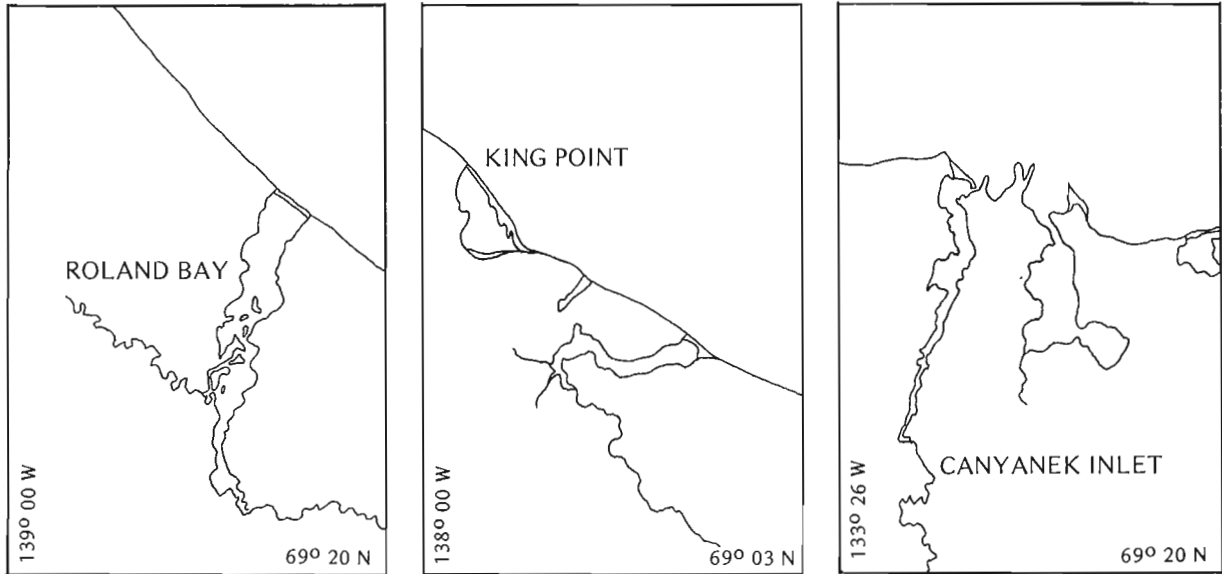 ROLAND BAY
139° 00 W
69° 20 N
KING POINT
138° 00 W
69° 03 N
CANYANEK INLET
133° 26 W
69° 20 N